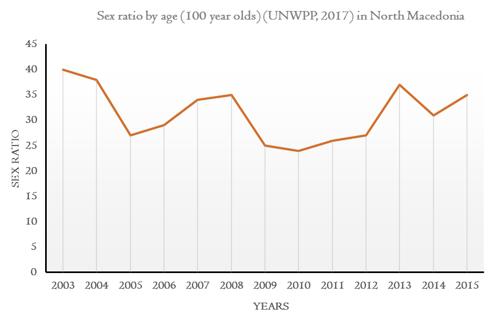 Sex ratio by age (100 year olds) (UNWPP, 2017) in North Macedonia
45
40
35
30
25
20
15
10
5
0
SEX RATIO
2003 2004 2005 2006 2007 2008 2009 2010 2011 2012 2013 2014 2015
YEARS